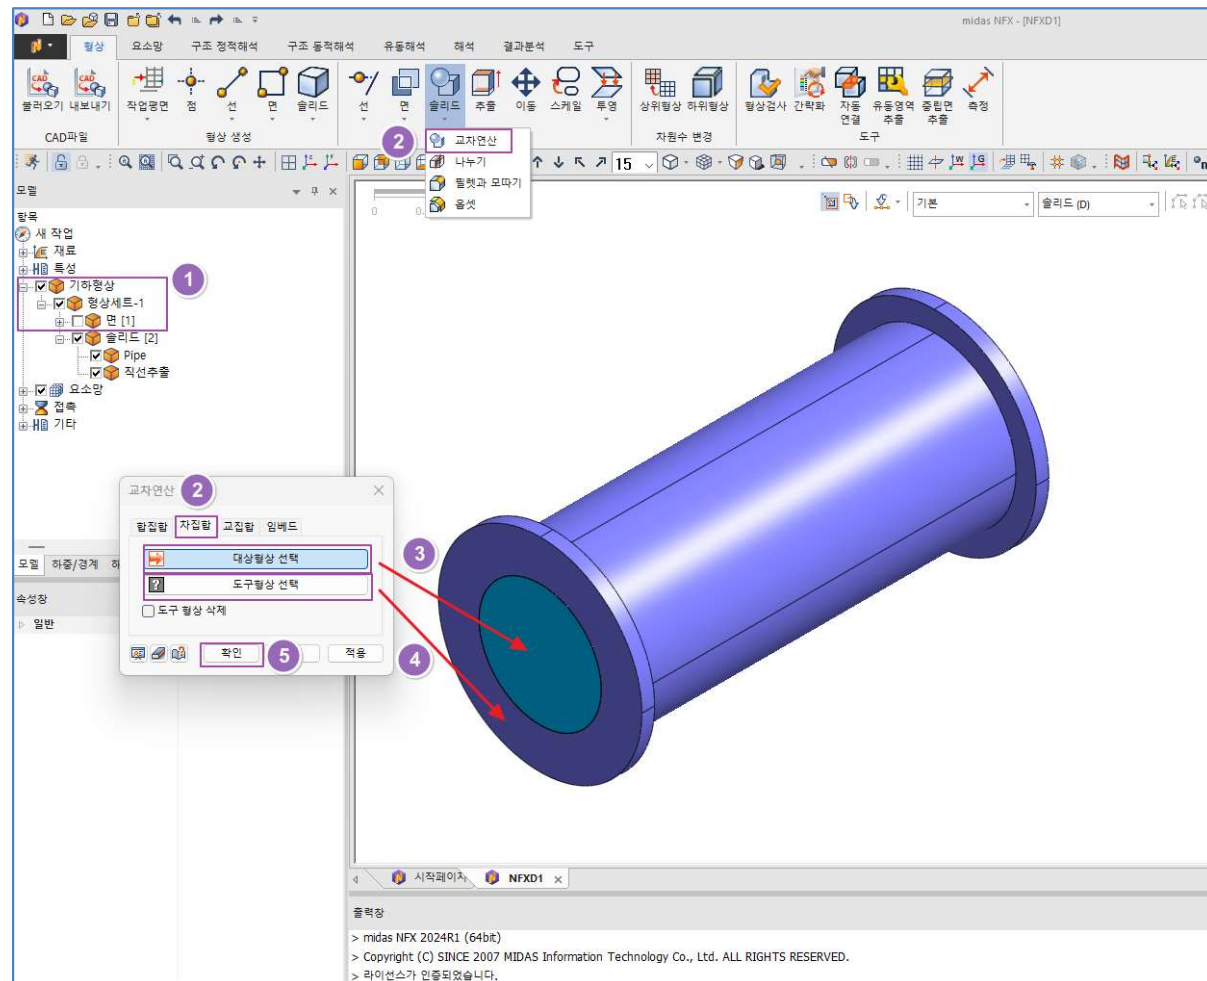 midas NFX - [NFXD1]
형상 요소망 구조 정적해석 구조 동적해석 유동해석 해석 결과분석 도구
CAD CAD
불러오기 내보내기 작업평면 점 선 면 솔리드 선 면 솔리드 추출 이동 스케일 투영 상위형상 하위형상 형상검사 간략화 자동 연결 유동영역 추출 중립면 추출 측정
CAD파일 형상 생성 차원수 변경 도구
2 교차연산
나누기
필렛과 모따기
옵셋
15
모델
기본 솔리드 (D)
0 0.
항목
새 작업
재료
특성
기하형상
1
형상세트-1
면 [1]
솔리드 [2]
Pipe
직선추출
요소망
접촉
기타
교차연산 2
합집합 차집합 교집합 임베드
대상형상 선택
3
도구형상 선택
도구 형상 삭제
확인 5 적용 4
모델 하중/경계
속성창
일반
시작페이지 NFXD1
출력창
> midas NFX 2024R1 (64bit)
> Copyright (C) SINCE 2007 MIDAS Information Technology Co., Ltd. ALL RIGHTS RESERVED.
> 라이선스가 인증되었습니다.